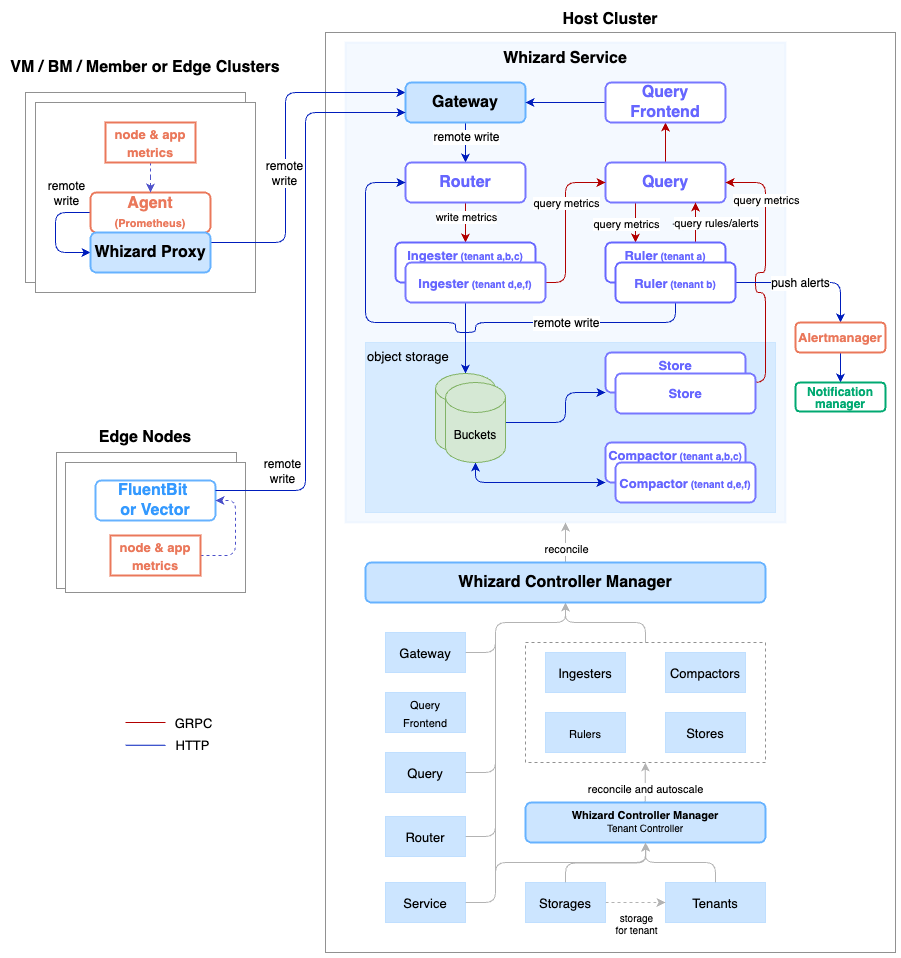 Host Cluster
VM / BM / Member or Edge Clusters
Whizard Service
Gateway
Query
Frontend
node & app
metrics
remote write
remote
write
remote
write
Agent
(Prometheus)
Whizard Proxy
Router
Query
write metrics
query metrics
query metrics
query rules/alerts
query metrics
Ingester (tenant a,b,c)
Ingester (tenant d,e,f)
Ruler (tenant a)
Ruler (tenant b)
push alerts
remote write
Alertmanager
object storage
Store
Store
Notification
manager
Buckets
Edge Nodes
remote
write
Compactor (tenant a,b,c)
Compactor (tenant d,e,f)
FluentBit
or Vector
node & app
metrics
reconcile
Whizard Controller Manager
Gateway
Ingesters
Compactors
Query
Frontend
Rulers
Stores
GRPC
HTTP
Query
reconcile and autoscale
Whizard Controller Manager
Tenant Controller
Router
Service
Storages
Tenants
storage
for tenant